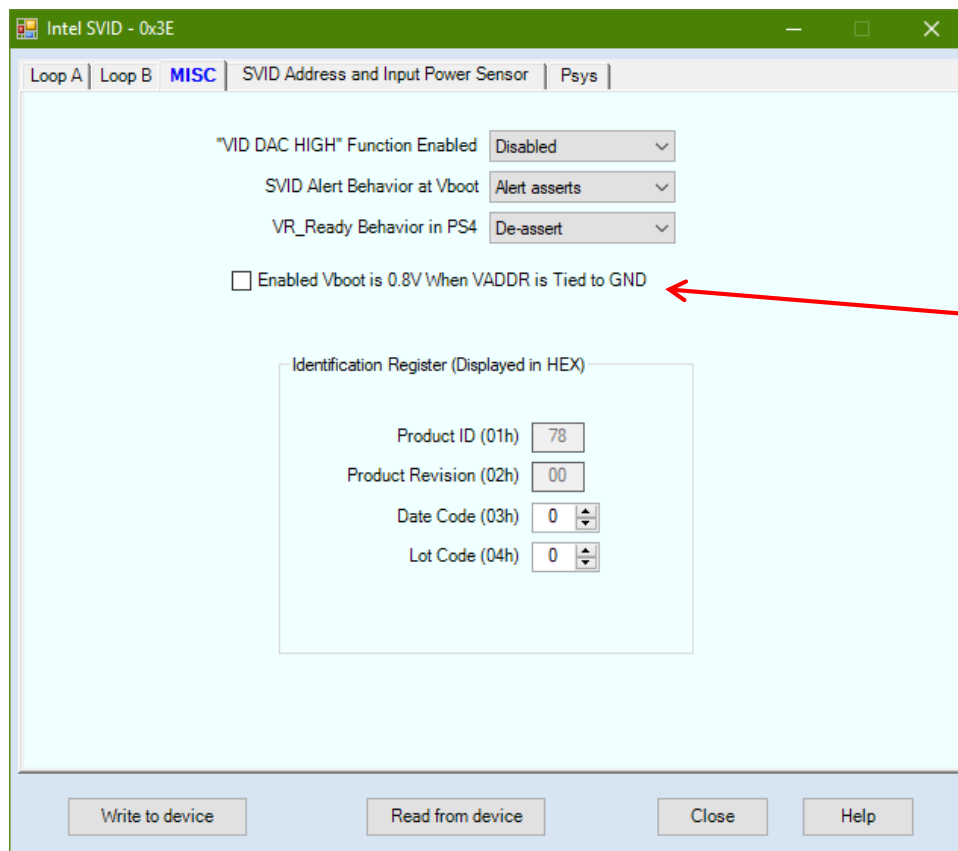 Intel SVID - 0x3E
Loop A Loop B MISC SVID Address and Input Power Sensor Psys
"VID DAC HIGH" Function Enabled Disabled
SVID Alert Behavior at Vboot Alert asserts
VR_Ready Behavior in PS4 De-assert
Enabled Vboot is 0.8V When VADDR is Tied to GND
Identification Register (Displayed in HEX)
Product ID (01h) 78
Product Revision (02h) 00
Date Code (03h) 0
Lot Code (04h) 0
Write to device Read from device Close Help